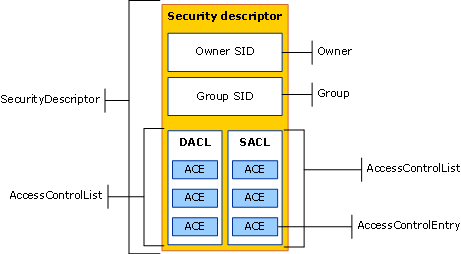 Security descriptor
Owner SID
Owner
Group SID
Group
SecurityDescriptor
DACL
SACL
ACE
ACE
AccessControlList
AccessControlList
ACE
ACE
ACE
ACE
AccessControlEntry